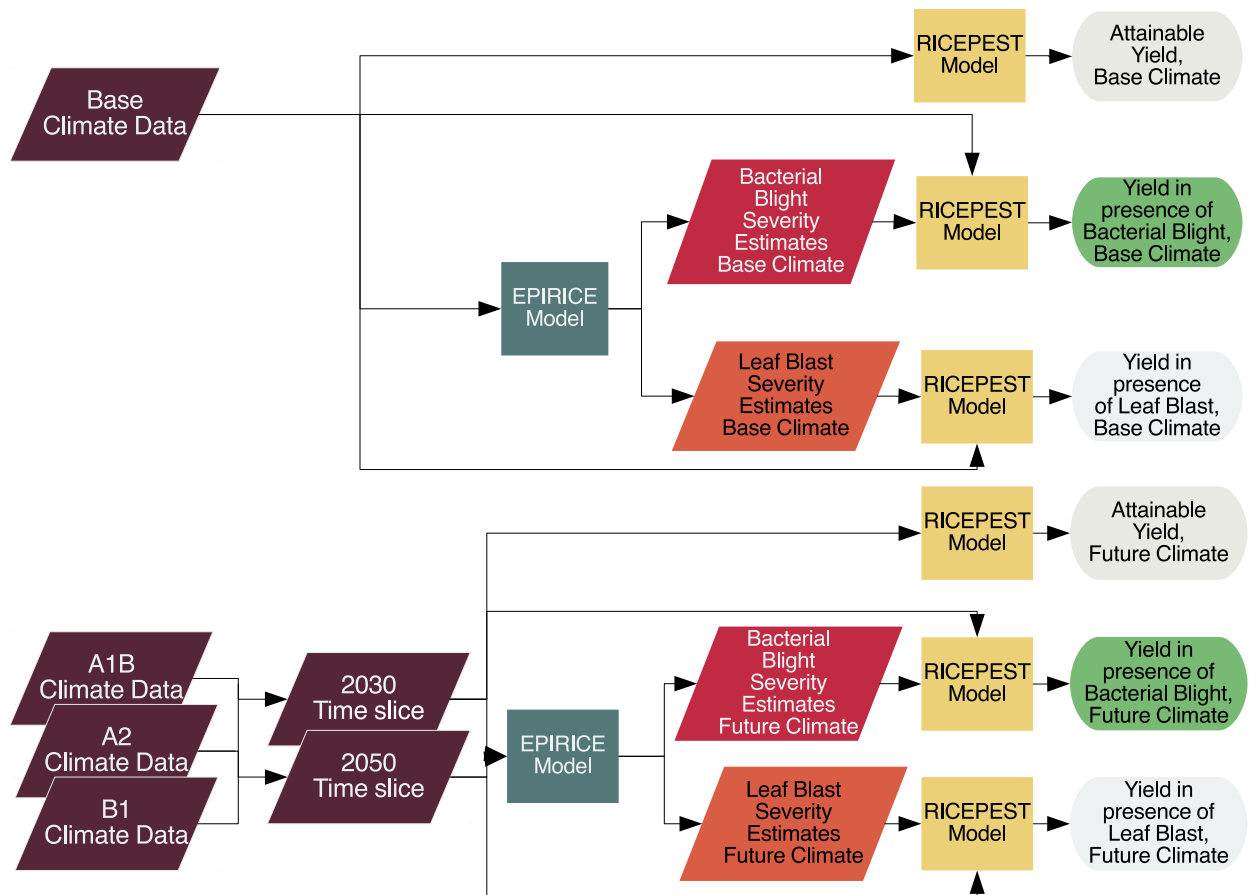 Base
Climate Data
RICEPEST
Model
Attainable
Yield,
Base Climate
Bacterial
Blight
Severity
Estimates
Base Climate
RICEPEST
Model
Yield in
presence of
Bacterial Blight,
Base Climate
EPIRICE
Model
Leaf Blast
Severity
Estimates
Base Climate
RICEPEST
Model
Yield in
presence
of Leaf Blast,
Base Climate
RICEPEST
Model
Attainable
Yield,
Future Climate
A1B
Climate Data
A2
Climate Data
B1
Climate Data
2030
Time slice
2050
Time slice
EPIRICE
Model
Bacterial
Blight
Severity
Estimates
Future Climate
RICEPEST
Model
Yield in
presence of
Bacterial Blight,
Future Climate
Leaf Blast
Severity
Estimates
Future Climate
RICEPEST
Model
Yield in
presence of
Leaf Blast,
Future Climate